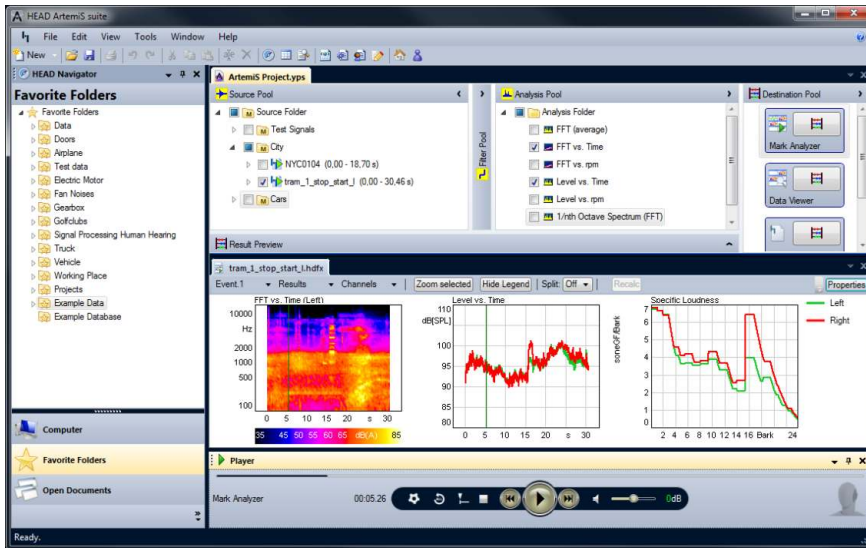 HEAD ArtemiS suite
File Edit View Tools Window Help
New
HEAD Navigator
Favorite Folders
Favorite Folders
Data
Doors
Airplane
Test data
Electric Motor
Fan Noises
Gearbox
Golfclubs
Signal Processing Human Hearing
Truck
Vehicle
Working Place
Projects
Example Data
Example Database
Computer
Favorite Folders
Open Documents
ArtemiS Project.yps
Source Pool
Source Folder
Test Signals
City
NYC0104 (0,00 - 18,70 s)
tram_1_stop_start_l (0,00 - 30,46 s)
Cars
Filter Pool
Analysis Pool
Analysis Folder
FFT (average)
FFT vs. Time
FFT vs. rpm
Level vs. Time
Level vs. rpm
1/nth Octave Spectrum (FFT)
Destination Pool
Mark Analyzer
Data Viewer
Result Preview
tram_1_stop_start_l.hdfx
Event.1 Results Channels Zoom selected Hide Legend Split: Off Recalc Properties
FFT vs. Time (Left)
10000
Hz
2000
1000
500
100
0 5 10 15 s 30
35 45 50 55 60 65 dB(A) 85
Level vs. Time
110
dB[SPL]
100
95
90
85
80
0 5 10 15 20 s 30
Specific Loudness
soneGF/Bark
7
5
4
3
2
1
0
2 4 6 8 10 12 14 16 Bark 24
Left
Right
Player
Mark Analyzer 00:05.26 0dB
Ready.